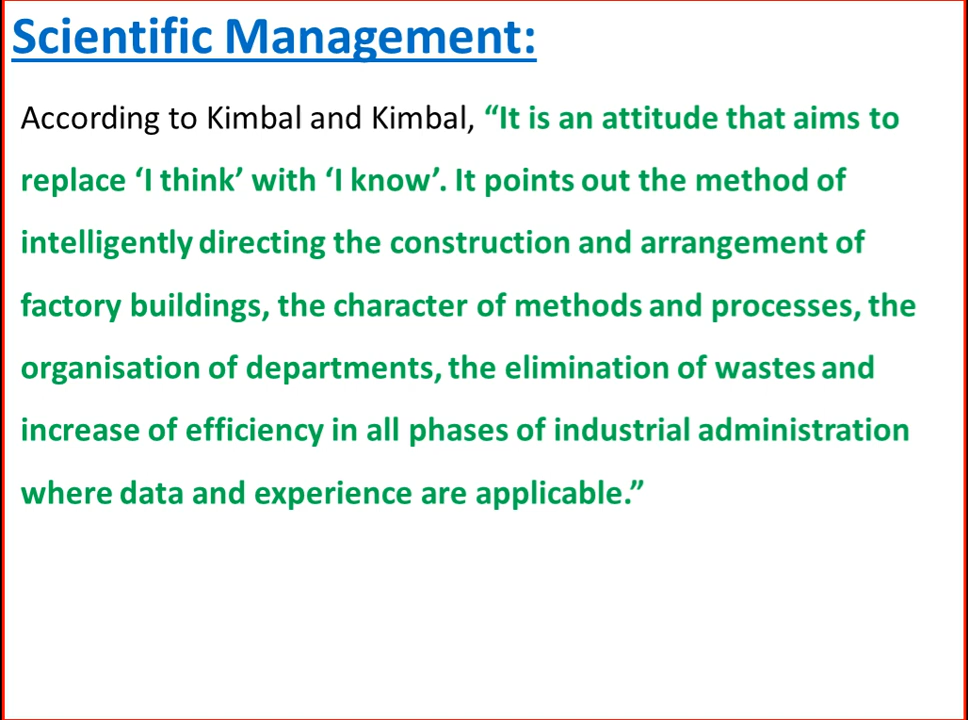 Scientific Management:
According to Kimbal and Kimbal, “It is an attitude that aims to
replace ‘I think’ with ‘I know’. It points out the method of
intelligently directing the construction and arrangement of
factory buildings, the character of methods and processes, the
organisation of departments, the elimination of wastes and
increase of efficiency in all phases of industrial administration
where data and experience are applicable.”